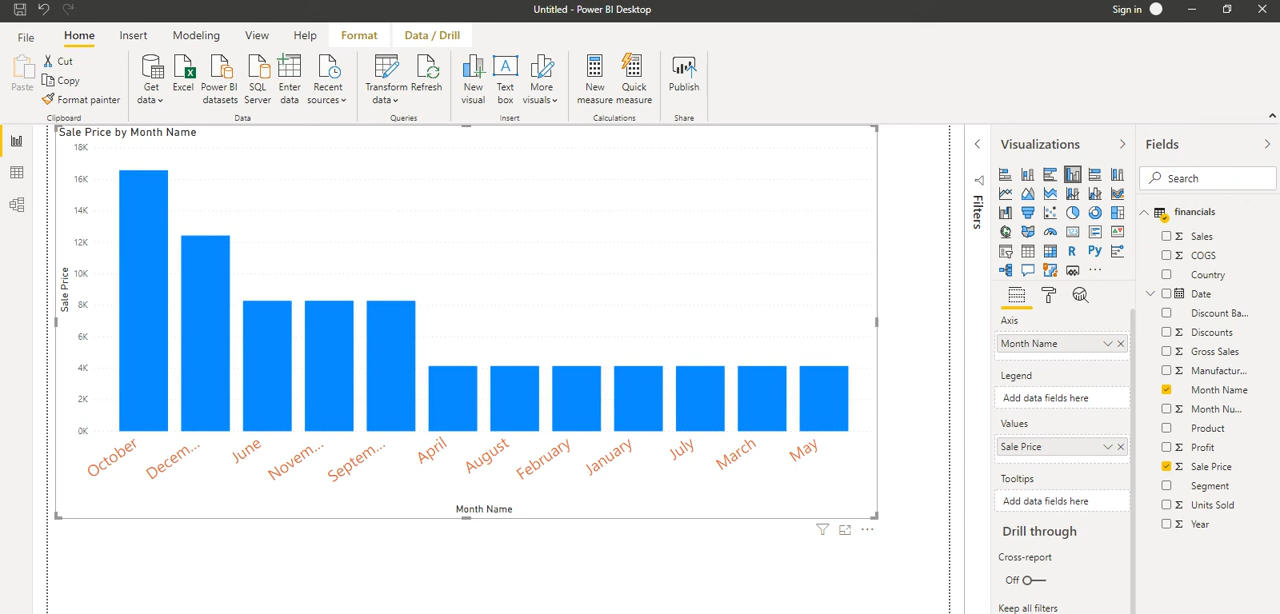 Untitled - Power BI Desktop
Sign in
File Home Insert Modeling View Help Format Data / Drill
Paste
Cut
Copy
Format painter
Get data
Excel
Power BI datasets
SQL Server
Enter data
Recent sources
Transform data
Refresh
New visual
Text box
More visuals
New measure
Quick measure
Publish
Clipboard Data Queries Insert Calculations Share
Sale Price by Month Name
18K
16K
14K
12K
10K
8K
6K
4K
2K
0K
Sale Price
October Decem... June Novem... Septem... April August February January July March May
Month Name
Filters
Visualizations
R Py
Axis
Month Name
Legend
Add data fields here
Values
Sale Price
Tooltips
Add data fields here
Drill through
Cross-report
Off
Keep all filters
Fields
Search
financials
Σ Sales
Σ COGS
Country
Date
Discount Ba...
Σ Discounts
Σ Gross Sales
Σ Manufactur...
Month Name
Σ Month Nu...
Product
Σ Profit
Σ Sale Price
Segment
Σ Units Sold
Σ Year